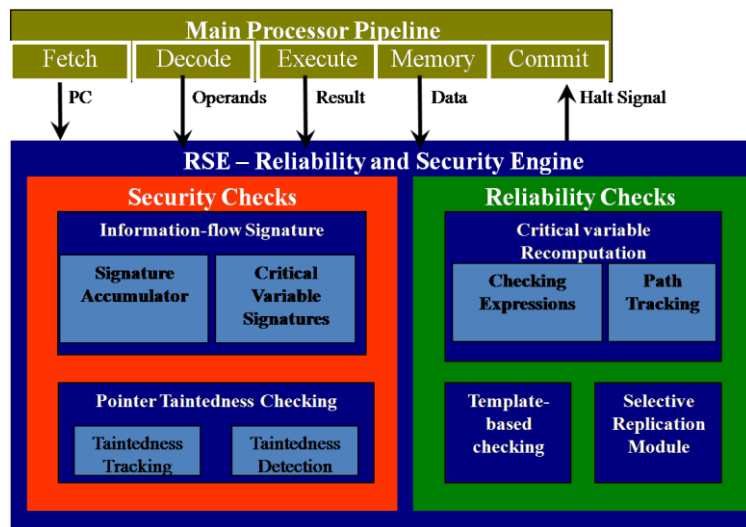 Main Processor Pipeline
Fetch Decode Execute Memory Commit
PC Operands Result Data Halt Signal
RSE – Reliability and Security Engine
Security Checks
Information-flow Signature
Signature
Accumulator
Critical
Variable
Signatures
Pointer Taintedness Checking
Taintedness
Tracking
Taintedness
Detection
Reliability Checks
Critical variable
Recomputation
Checking
Expressions
Path
Tracking
Template-
based
checking
Selective
Replication
Module